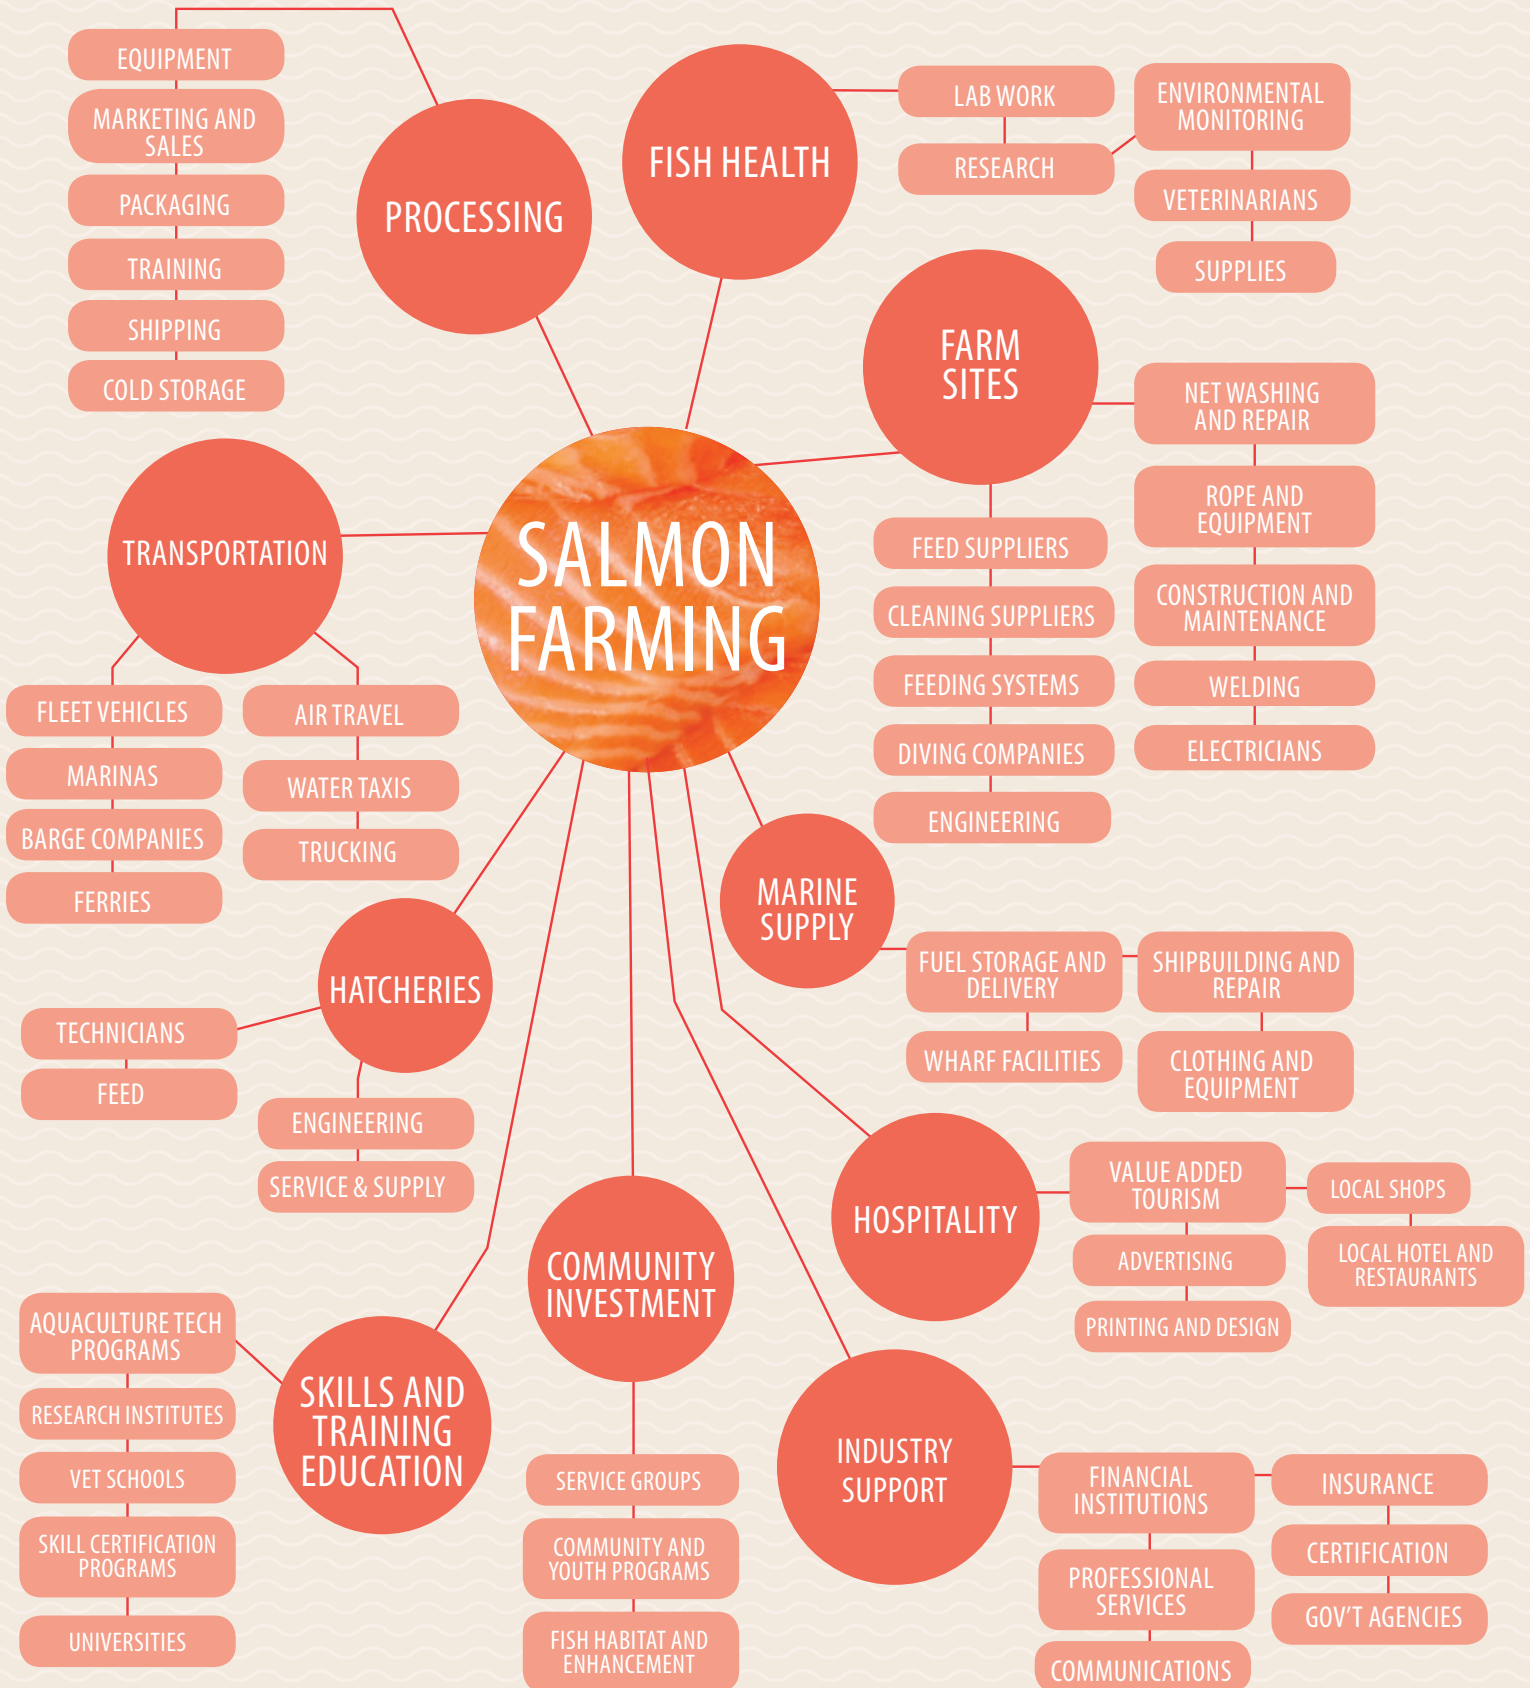 EQUIPMENT
MARKETING AND
SALES
PACKAGING
TRAINING
SHIPPING
COLD STORAGE
PROCESSING
FISH HEALTH
LAB WORK
RESEARCH
ENVIRONMENTAL
MONITORING
VETERINARIANS
SUPPLIES
FARM
SITES
NET WASHING
AND REPAIR
ROPE AND
EQUIPMENT
CONSTRUCTION AND
MAINTENANCE
WELDING
ELECTRICIANS
FEED SUPPLIERS
CLEANING SUPPLIERS
FEEDING SYSTEMS
DIVING COMPANIES
ENGINEERING
SALMON
FARMING
TRANSPORTATION
FLEET VEHICLES
MARINAS
BARGE COMPANIES
FERRIES
AIR TRAVEL
WATER TAXIS
TRUCKING
MARINE
SUPPLY
FUEL STORAGE AND
DELIVERY
WHARF FACILITIES
SHIPBUILDING AND
REPAIR
CLOTHING AND
EQUIPMENT
HATCHERIES
TECHNICIANS
FEED
ENGINEERING
SERVICE & SUPPLY
HOSPITALITY
VALUE ADDED
TOURISM
ADVERTISING
PRINTING AND DESIGN
LOCAL SHOPS
LOCAL HOTEL AND
RESTAURANTS
COMMUNITY
INVESTMENT
SERVICE GROUPS
COMMUNITY AND
YOUTH PROGRAMS
FISH HABITAT AND
ENHANCEMENT
SKILLS AND
TRAINING
EDUCATION
AQUACULTURE TECH
PROGRAMS
RESEARCH INSTITUTES
VET SCHOOLS
SKILL CERTIFICATION
PROGRAMS
UNIVERSITIES
INDUSTRY
SUPPORT
FINANCIAL
INSTITUTIONS
PROFESSIONAL
SERVICES
COMMUNICATIONS
INSURANCE
CERTIFICATION
GOV'T AGENCIES